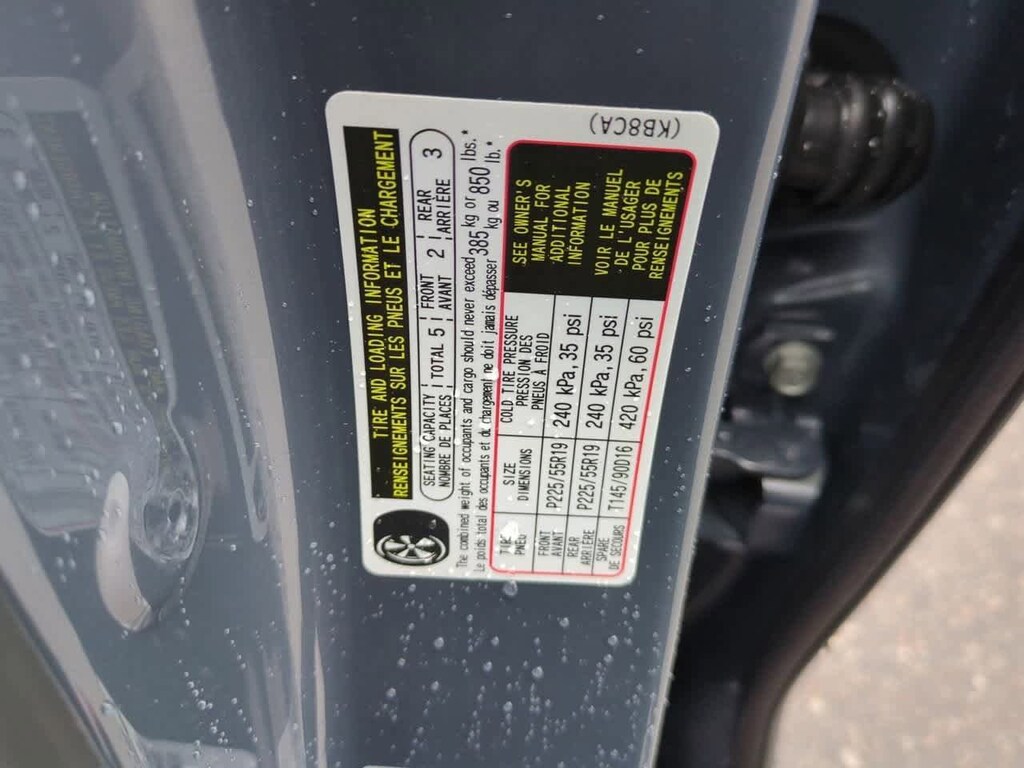 TIRE AND LOADING INFORMATION
RENSEIGNEMENTS SUR LES PNEUS ET LE CHARGEMENT
SEATING CAPACITY TOTAL 5 FRONT 2 REAR 3
NOMBRE DE PLACES AVANT ARRIÈRE
The combined weight of occupants and cargo should never exceed 385 kg or 850 lbs.*
Le poids total des occupants et du chargement ne doit jamais dépasser 385 kg ou 850 lb.*
TIRE SIZE COLD TIRE PRESSURE
PNEU DIMENSIONS PRESSION DES
PNEUS À FROID
FRONT P225/55R19 240 kPa, 35 psi
AVANT
REAR P225/55R19 240 kPa, 35 psi
ARRIÈRE
SPARE T145/90D16 420 kPa, 60 psi
DE SECOURS
SEE OWNER'S
MANUAL FOR
ADDITIONAL
INFORMATION
VOIR LE MANUEL
DE L'USAGER
POUR PLUS DE
RENSEIGNEMENTS
(KB8CA)